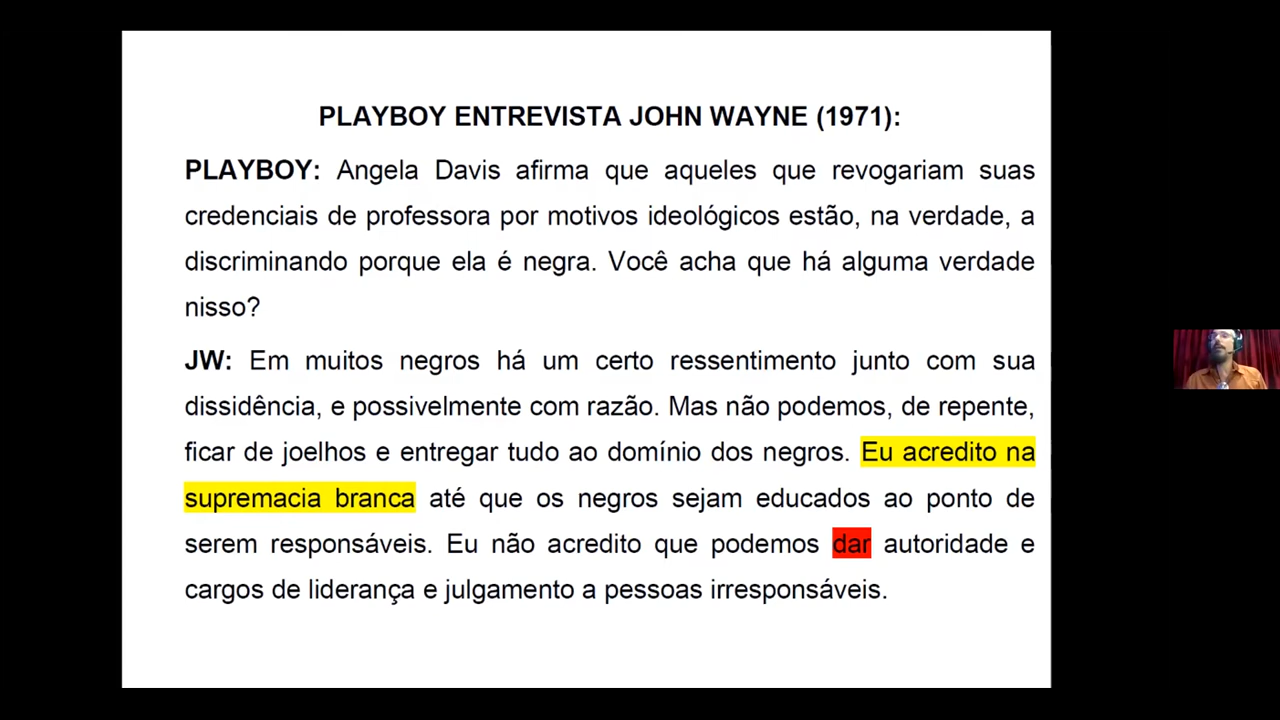 PLAYBOY ENTREVISTA JOHN WAYNE (1971):
PLAYBOY: Angela Davis afirma que aqueles que revogariam suas
credenciais de professora por motivos ideológicos estão, na verdade, a
discriminando porque ela é negra. Você acha que há alguma verdade
nisso?
JW: Em muitos negros há um certo ressentimento junto com sua
dissidência, e possivelmente com razão. Mas não podemos, de repente,
ficar de joelhos e entregar tudo ao domínio dos negros. Eu acredito na
supremacia branca até que os negros sejam educados ao ponto de
serem responsáveis. Eu não acredito que podemos dar autoridade e
cargos de liderança e julgamento a pessoas irresponsáveis.